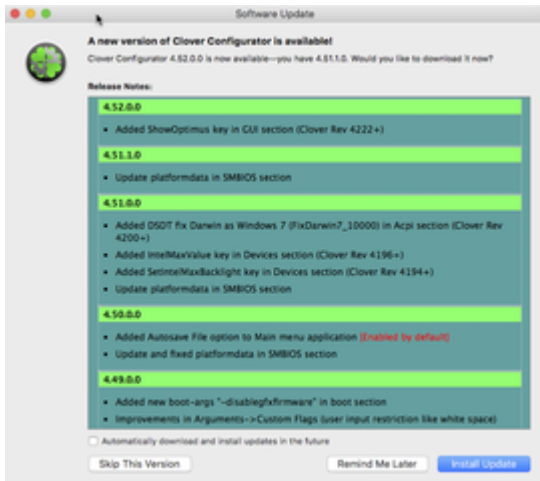 Software Update
A new version of Clover Configurator is available!
Clover Configurator 4.52.0.0 is now available—you have 4.51.1.0. Would you like to download it now?
Release Notes:
4.52.0.0
• Added ShowOptimus key in GUI section (Clover Rev 4222+)
4.51.1.0
• Update platformdata in SMBIOS section
4.51.0.0
• Added DSDT fix Darwin as Windows 7 (FixDarwin7_10000) in Acpi section (Clover Rev
4200+)
• Added IntelMaxValue key in Devices section (Clover Rev 4196+)
• Added SetIntelMaxBacklight key in Devices section (Clover Rev 4194+)
• Update platformdata in SMBIOS section
4.50.0.0
• Added Autosave File option to Main menu application (Enabled by default)
• Update and fixed platformdata in SMBIOS section
4.49.0.0
• Added new boot-args "-disablegfxfirmware" in boot section
• Improvements in Arguments->Custom Flags (user input restriction like white space)
Automatically download and install updates in the future
Skip This Version
Remind Me Later
Install Update